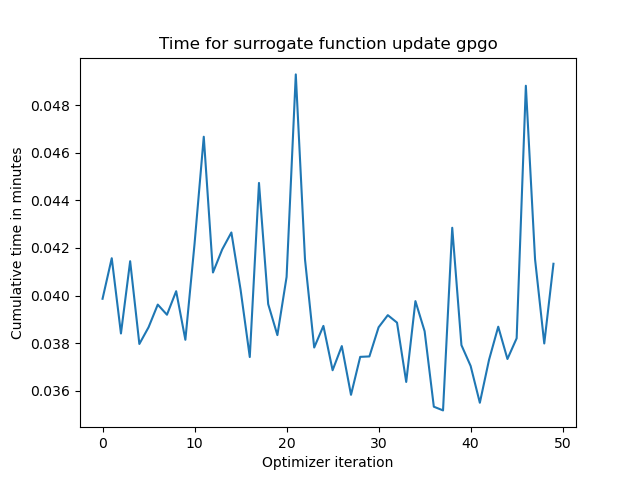 Time for surrogate function update gpgo
Cumulative time in minutes
0.048
0.046
0.044
0.042
0.040
0.038
0.036
0 10 20 30 40 50
Optimizer iteration